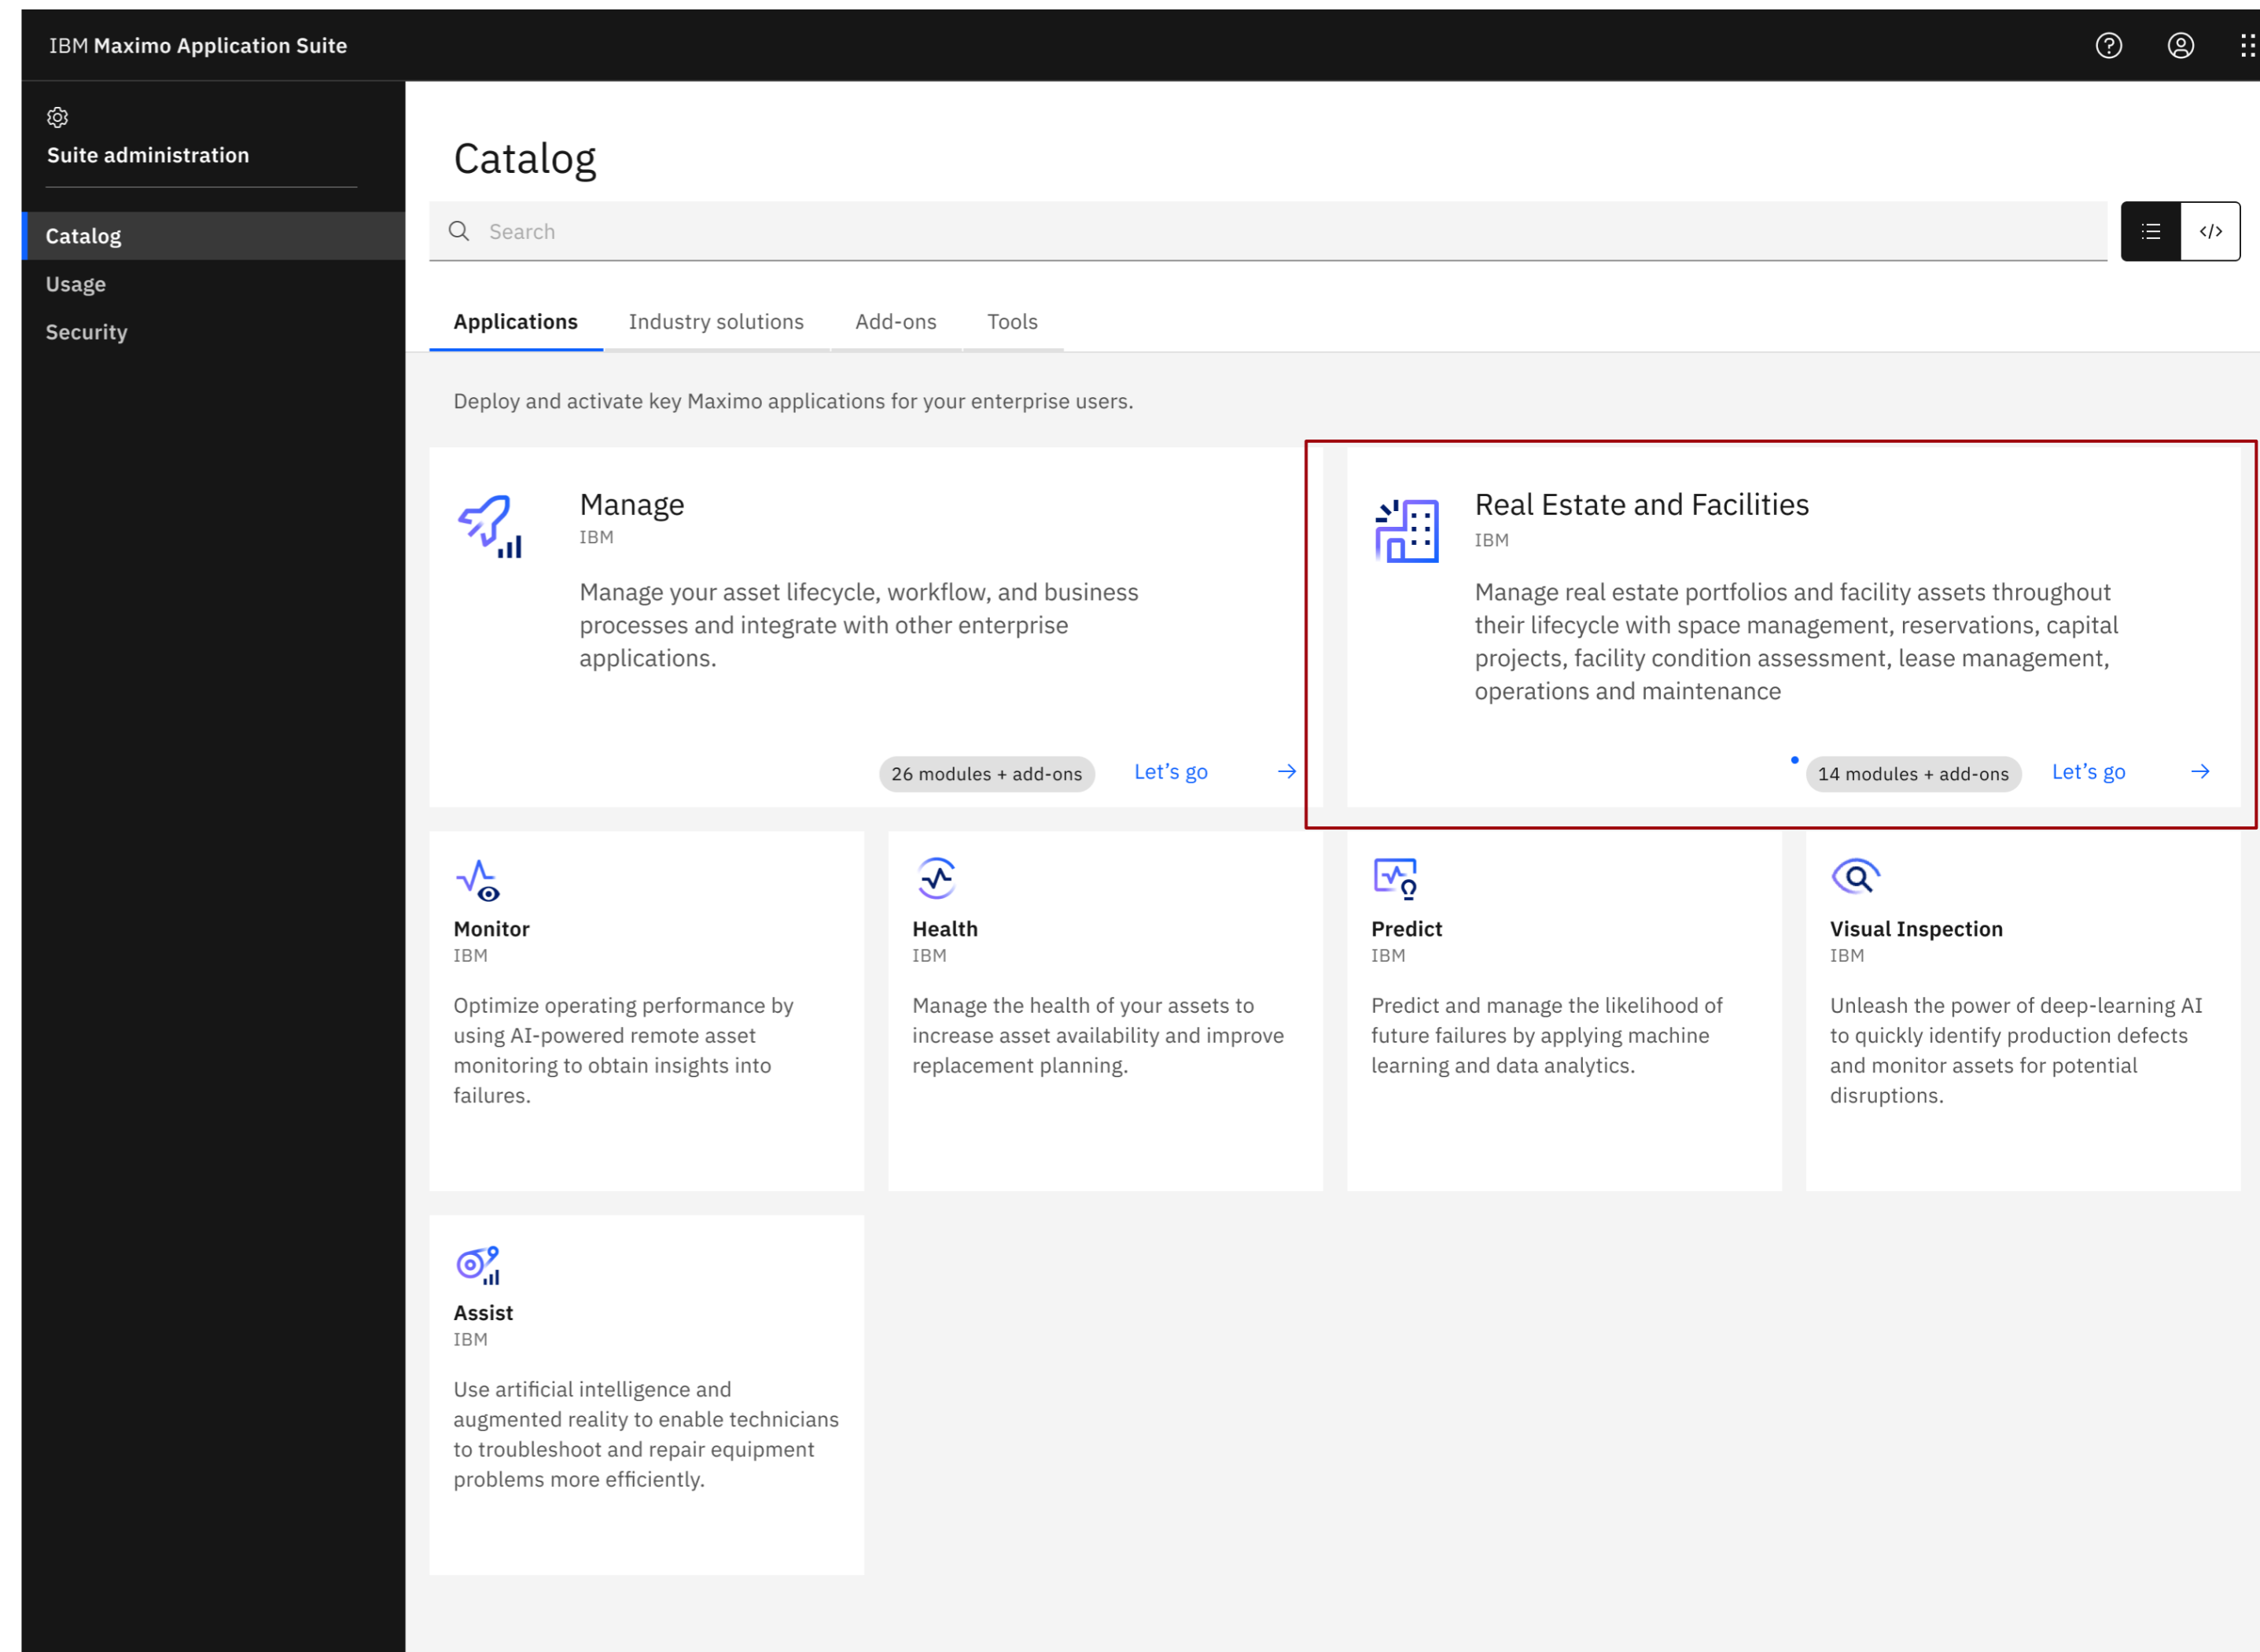 IBM Maximo Application Suite
Suite administration
Catalog
Usage
Security
Catalog
Search
Applications
Industry solutions
Add-ons
Tools
Deploy and activate key Maximo applications for your enterprise users.
Manage
IBM
Manage your asset lifecycle, workflow, and business
processes and integrate with other enterprise
applications.
26 modules + add-ons
Let’s go
Real Estate and Facilities
IBM
Manage real estate portfolios and facility assets throughout
their lifecycle with space management, reservations, capital
projects, facility condition assessment, lease management,
operations and maintenance
14 modules + add-ons
Let’s go
Monitor
IBM
Optimize operating performance by
using AI-powered remote asset
monitoring to obtain insights into
failures.
Health
IBM
Manage the health of your assets to
increase asset availability and improve
replacement planning.
Predict
IBM
Predict and manage the likelihood of
future failures by applying machine
learning and data analytics.
Visual Inspection
IBM
Unleash the power of deep-learning AI
to quickly identify production defects
and monitor assets for potential
disruptions.
Assist
IBM
Use artificial intelligence and
augmented reality to enable technicians
to troubleshoot and repair equipment
problems more efficiently.